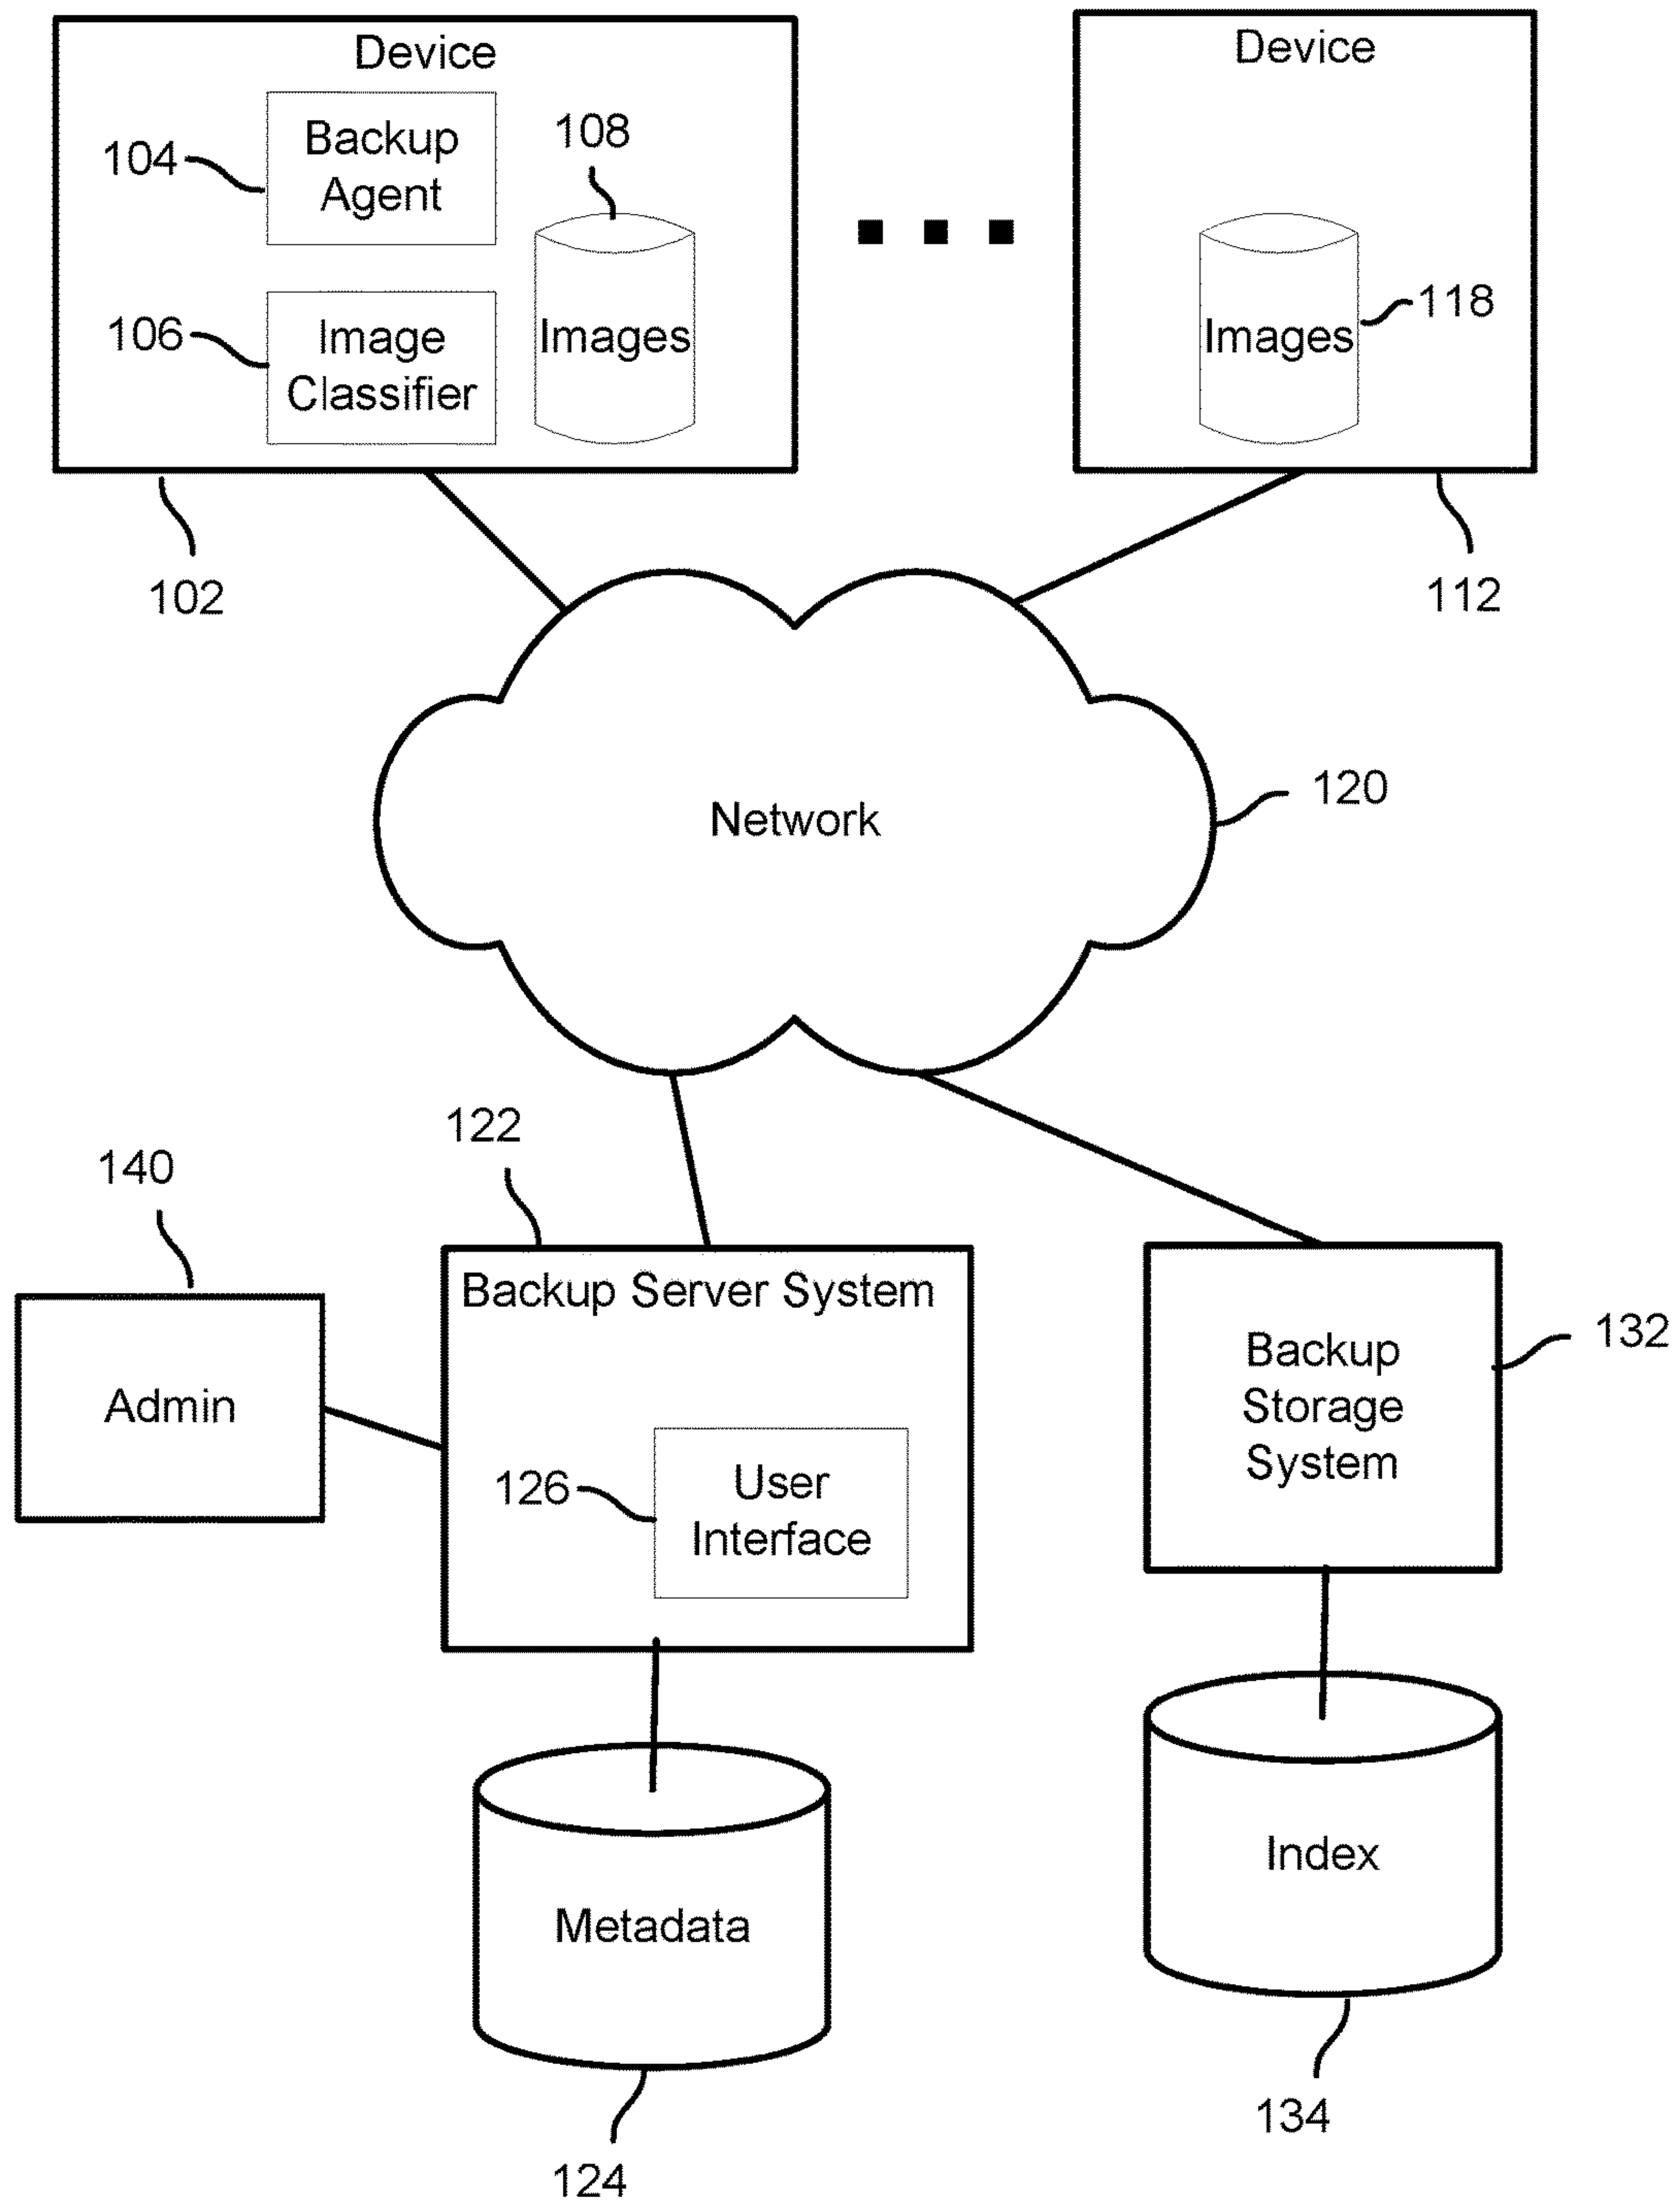 Device
Device
104
Backup
Agent
108
106
Image
Classifier
Images
Images
118
102
112
Network
120
122
140
Backup Server System
Admin
126
User
Interface
Backup
Storage
System
132
Metadata
Index
124
134